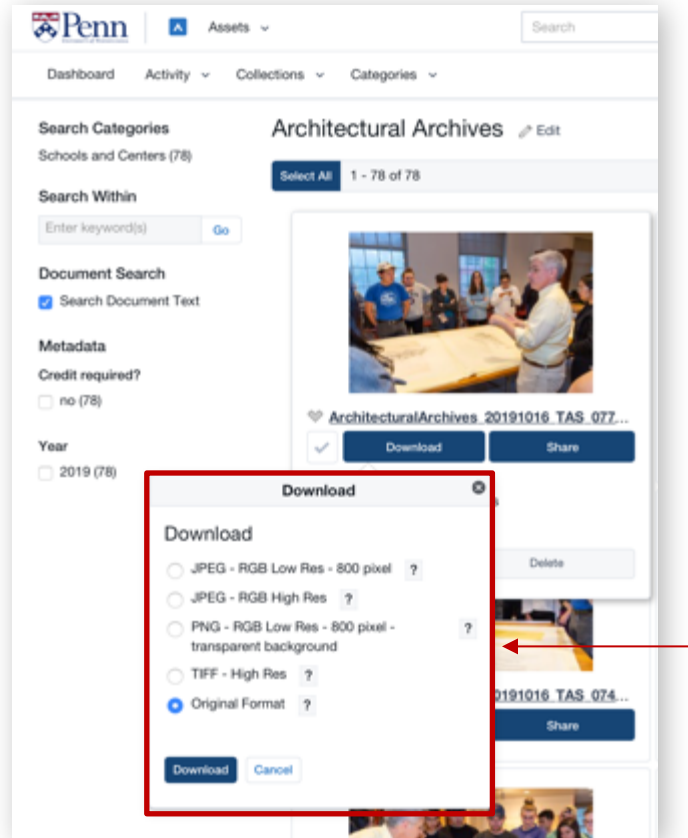 Penn
Assets
Search
Dashboard
Activity
Collections
Categories
Search Categories
Schools and Centers (78)
Search Within
Enter keyword(s)
Go
Document Search
Search Document Text
Metadata
Credit required?
no (78)
Year
2019 (78)
Architectural Archives
Edit
Select All
1 - 78 of 78
ArchitecturalArchives_20191016_TAS_077...
Download
Share
Delete
0191016_TAS_074...
Share
Download
Download
JPEG - RGB Low Res - 800 pixel ?
JPEG - RGB High Res ?
PNG - RGB Low Res - 800 pixel - ?
transparent background
TIFF - High Res ?
Original Format ?
Download
Cancel